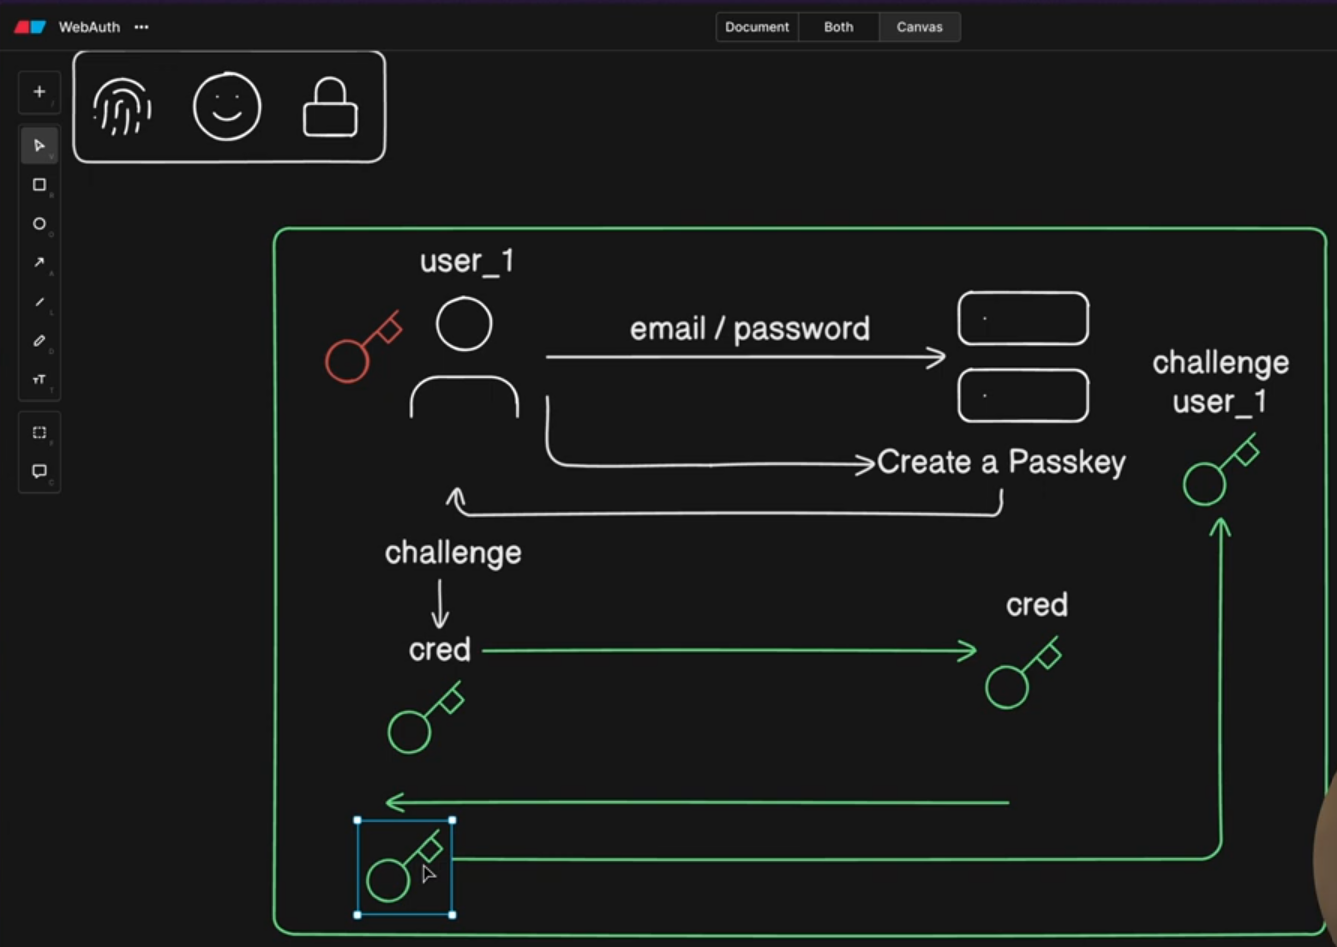 WebAuth
Document
Both
Canvas
user_1
email / password
challenge
user_1
Create a Passkey
challenge
cred
cred